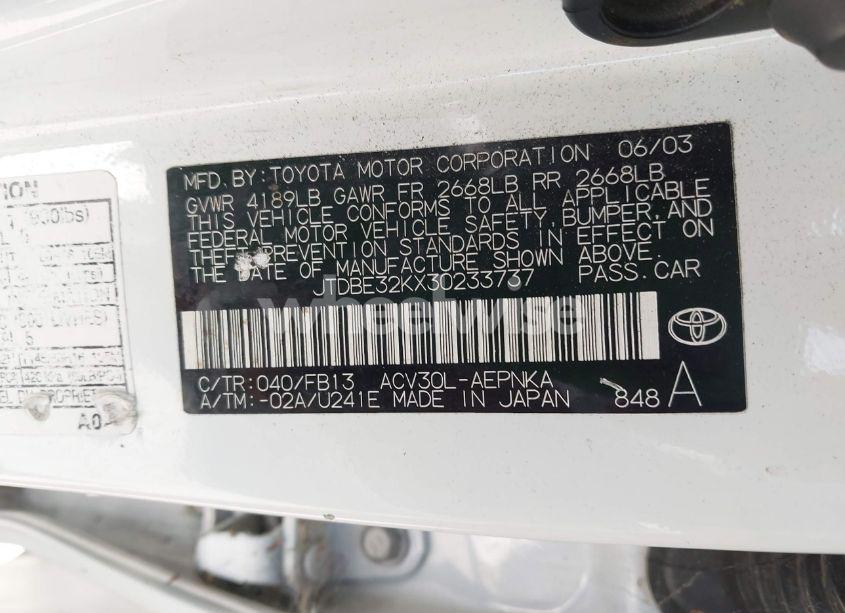 MFD. BY: TOYOTA MOTOR CORPORATION 06/03
GVWR 4189LB GAWR FR 2668LB RR 2668LB
THIS VEHICLE CONFORMS TO ALL APPLICABLE
FEDERAL MOTOR VEHICLE SAFETY, BUMPER, AND
THEFT PREVENTION STANDARDS IN EFFECT ON
THE DATE OF MANUFACTURE SHOWN ABOVE.
JTDBE32KX30233737 PASS.CAR
wheelwise
C/TR: 040/FB13 ACV30L-AEPNKA
A/TM: -02A/U241E MADE IN JAPAN 848 A
TION